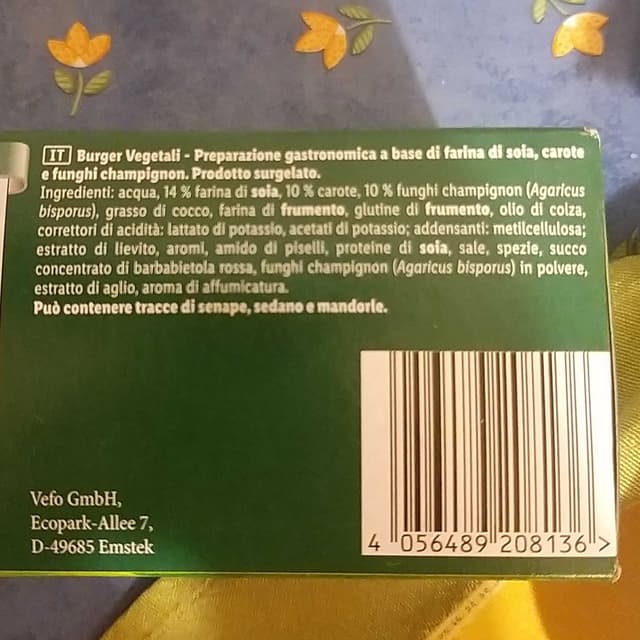 IT Burger Vegetali - Preparazione gastronomica a base di farina di soia, carote
e funghi champignon. Prodotto surgelato.
Ingredienti: acqua, 14 % farina di soia, 10 % carote, 10 % funghi champignon (Agaricus
bisporus), grasso di cocco, farina di frumento, glutine di frumento, olio di colza,
correttori di acidità: lattato di potassio, acetati di potassio; addensanti: metilcellulosa;
estratto di lievito, aromi, amido di piselli, proteine di soia, sale, spezie, succo
concentrato di barbabietola rossa, funghi champignon (Agaricus bisporus) in polvere,
estratto di aglio, aroma di affumicatura.
Può contenere tracce di senape, sedano e mandorle.
Vefo GmbH,
Ecopark-Allee 7,
D-49685 Emstek
4 056489 208136 >